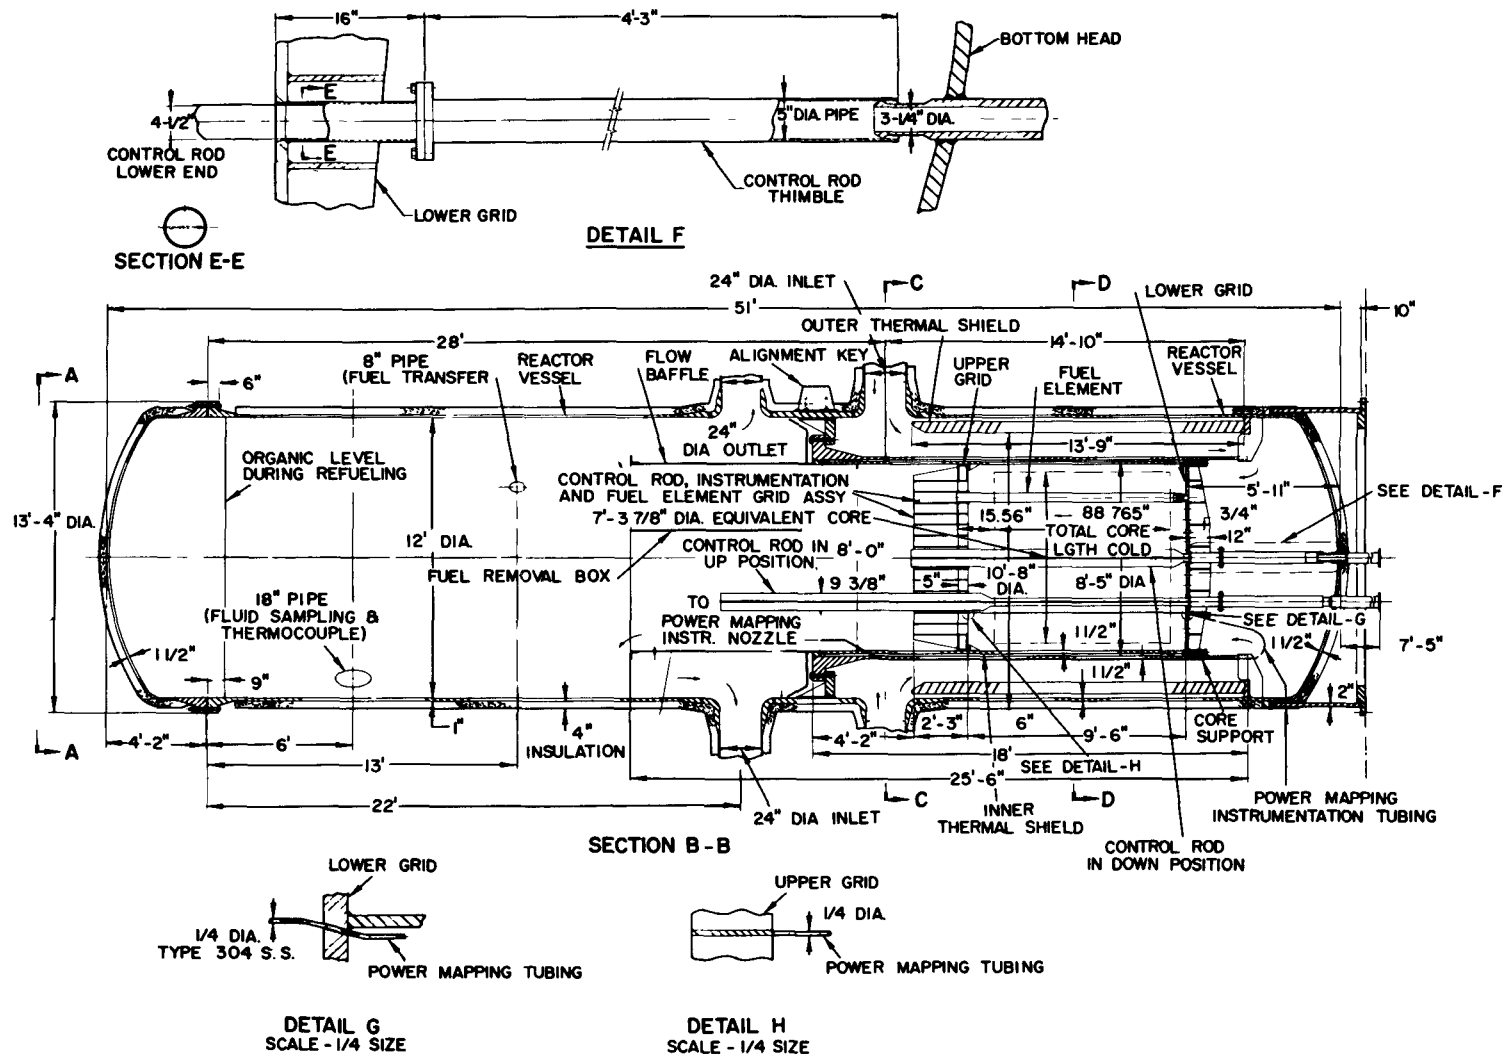 16"
4'-3"
BOTTOM HEAD
E
4-1/2"
5" DIA. PIPE
3-1/4" DIA.
E
CONTROL ROD
LOWER END
CONTROL ROD
THIMBLE
LOWER GRID
DETAIL F
SECTION E-E
24" DIA. INLET
C
D
LOWER GRID
51'
10"
OUTER THERMAL SHIELD
28'
14'-10"
8" PIPE
(FUEL TRANSFER
REACTOR
VESSEL
FLOW
BAFFLE
ALIGNMENT KEY
UPPER
GRID
FUEL
ELEMENT
REACTOR
VESSEL
A
6"
24"
DIA OUTLET
13'-9"
ORGANIC LEVEL
DURING REFUELING
CONTROL ROD, INSTRUMENTATION
AND FUEL ELEMENT GRID ASSY
5'-11"
SEE DETAIL-F
13'-4" DIA.
7'-3 7/8" DIA. EQUIVALENT CORE
15.56"
88 765"
3/4"
12' DIA.
TOTAL CORE
LGTH COLD
12"
CONTROL ROD IN
UP POSITION
8'-0"
FUEL REMOVAL BOX
5"
10'-8"
DIA.
8'-5" DIA
9 3/8"
18" PIPE
(FLUID SAMPLING &
THERMOCOUPLE)
TO
POWER MAPPING
INSTR. NOZZLE
SEE DETAIL-G
1 1/2"
1 1/2"
1 1/2"
7'-5"
1 1/2"
9"
2"
4'-2"
6'
1"
4"
INSULATION
2'-3"
6"
CORE
SUPPORT
4'-2"
9'-6"
A
13'
18'
SEE DETAIL-H
25'-6"
22'
C
D
24" DIA INLET
INNER
THERMAL SHIELD
POWER MAPPING
INSTRUMENTATION TUBING
SECTION B-B
CONTROL ROD
IN DOWN POSITION
LOWER GRID
UPPER GRID
1/4 DIA.
1/4 DIA.
TYPE 304 S.S.
POWER MAPPING TUBING
POWER MAPPING TUBING
DETAIL G
SCALE - 1/4 SIZE
DETAIL H
SCALE - 1/4 SIZE